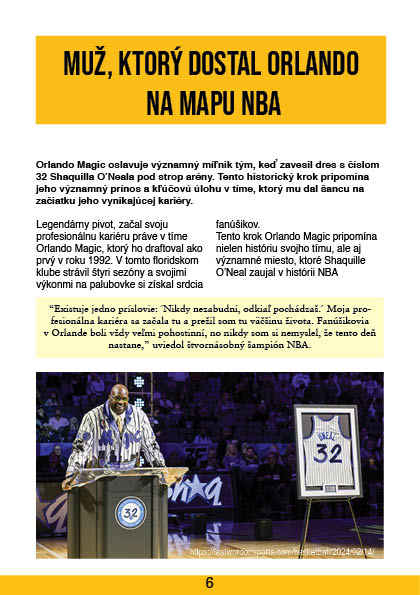 MUŽ, KTORÝ DOSTAL ORLANDO
NA MAPU NBA
Orlando Magic oslavuje významný míľnik tým, keď zavesil dres s číslom
32 Shaquilla O'Neala pod strop arény. Tento historický krok pripomína
jeho významný prínos a kľúčovú úlohu v tíme, ktorý mu dal šancu na
začiatku jeho vynikajúcej kariéry.
Legendárny pivot, začal svoju
profesionálnu kariéru práve v tíme
Orlando Magic, ktorý ho draftoval ako
prvý v roku 1992. V tomto floridskom
klube strávil štyri sezóny a svojimi
výkonmi na palubovke si získal srdcia
fanúšikov.
Tento krok Orlando Magic pripomína
nielen históriu svojho tímu, ale aj
významné miesto, ktoré Shaquille
O'Neal zaujal v histórii NBA
“Existuje jedno príslovie: ´Nikdy nezabudni, odkiaľ pochádzaš.´ Moja pro-
fesionálna kariéra sa začala tu a prežil som tu väčšinu života. Fanúšikovia
v Orlande boli vždy veľmi pohostinní, no nikdy som si nemyslel, že tento deň
nastane,” uviedol štvornásobný šampión NBA.
O'NEAL
32
32
https://lastwordonsports.com/basketball/2024/02/14/
6